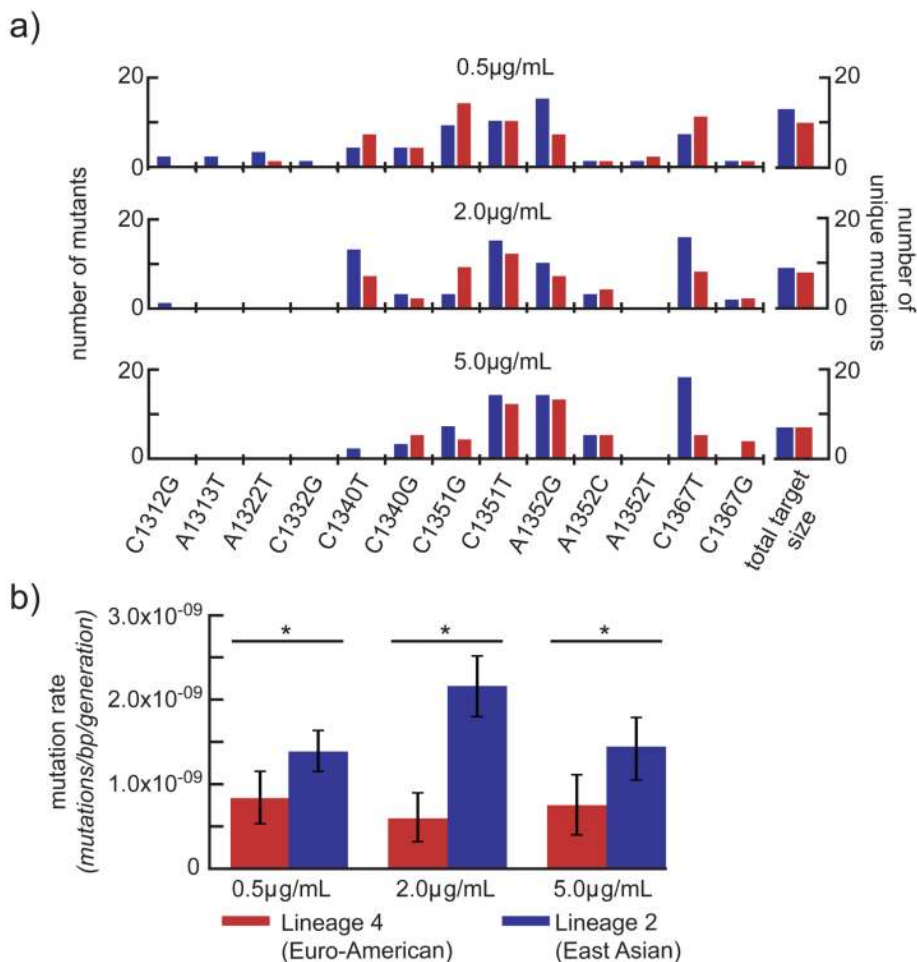 a)
0.5µg/mL
20
0
20
0
2.0µg/mL
20
0
20
0
5.0µg/mL
20
0
20
0
number of mutants
number of
unique mutations
C1312G
A1313T
A1322T
C1332G
C1340T
C1340G
C1351G
C1351T
A1352G
A1352C
A1352T
C1367T
C1367G
total target
size
b)
mutation rate
(mutations/bp/generation)
3.0x10-09
2.0x10-09
1.0x10-09
0
*
*
*
0.5µg/mL
2.0µg/mL
5.0µg/mL
Lineage 4
(Euro-American)
Lineage 2
(East Asian)